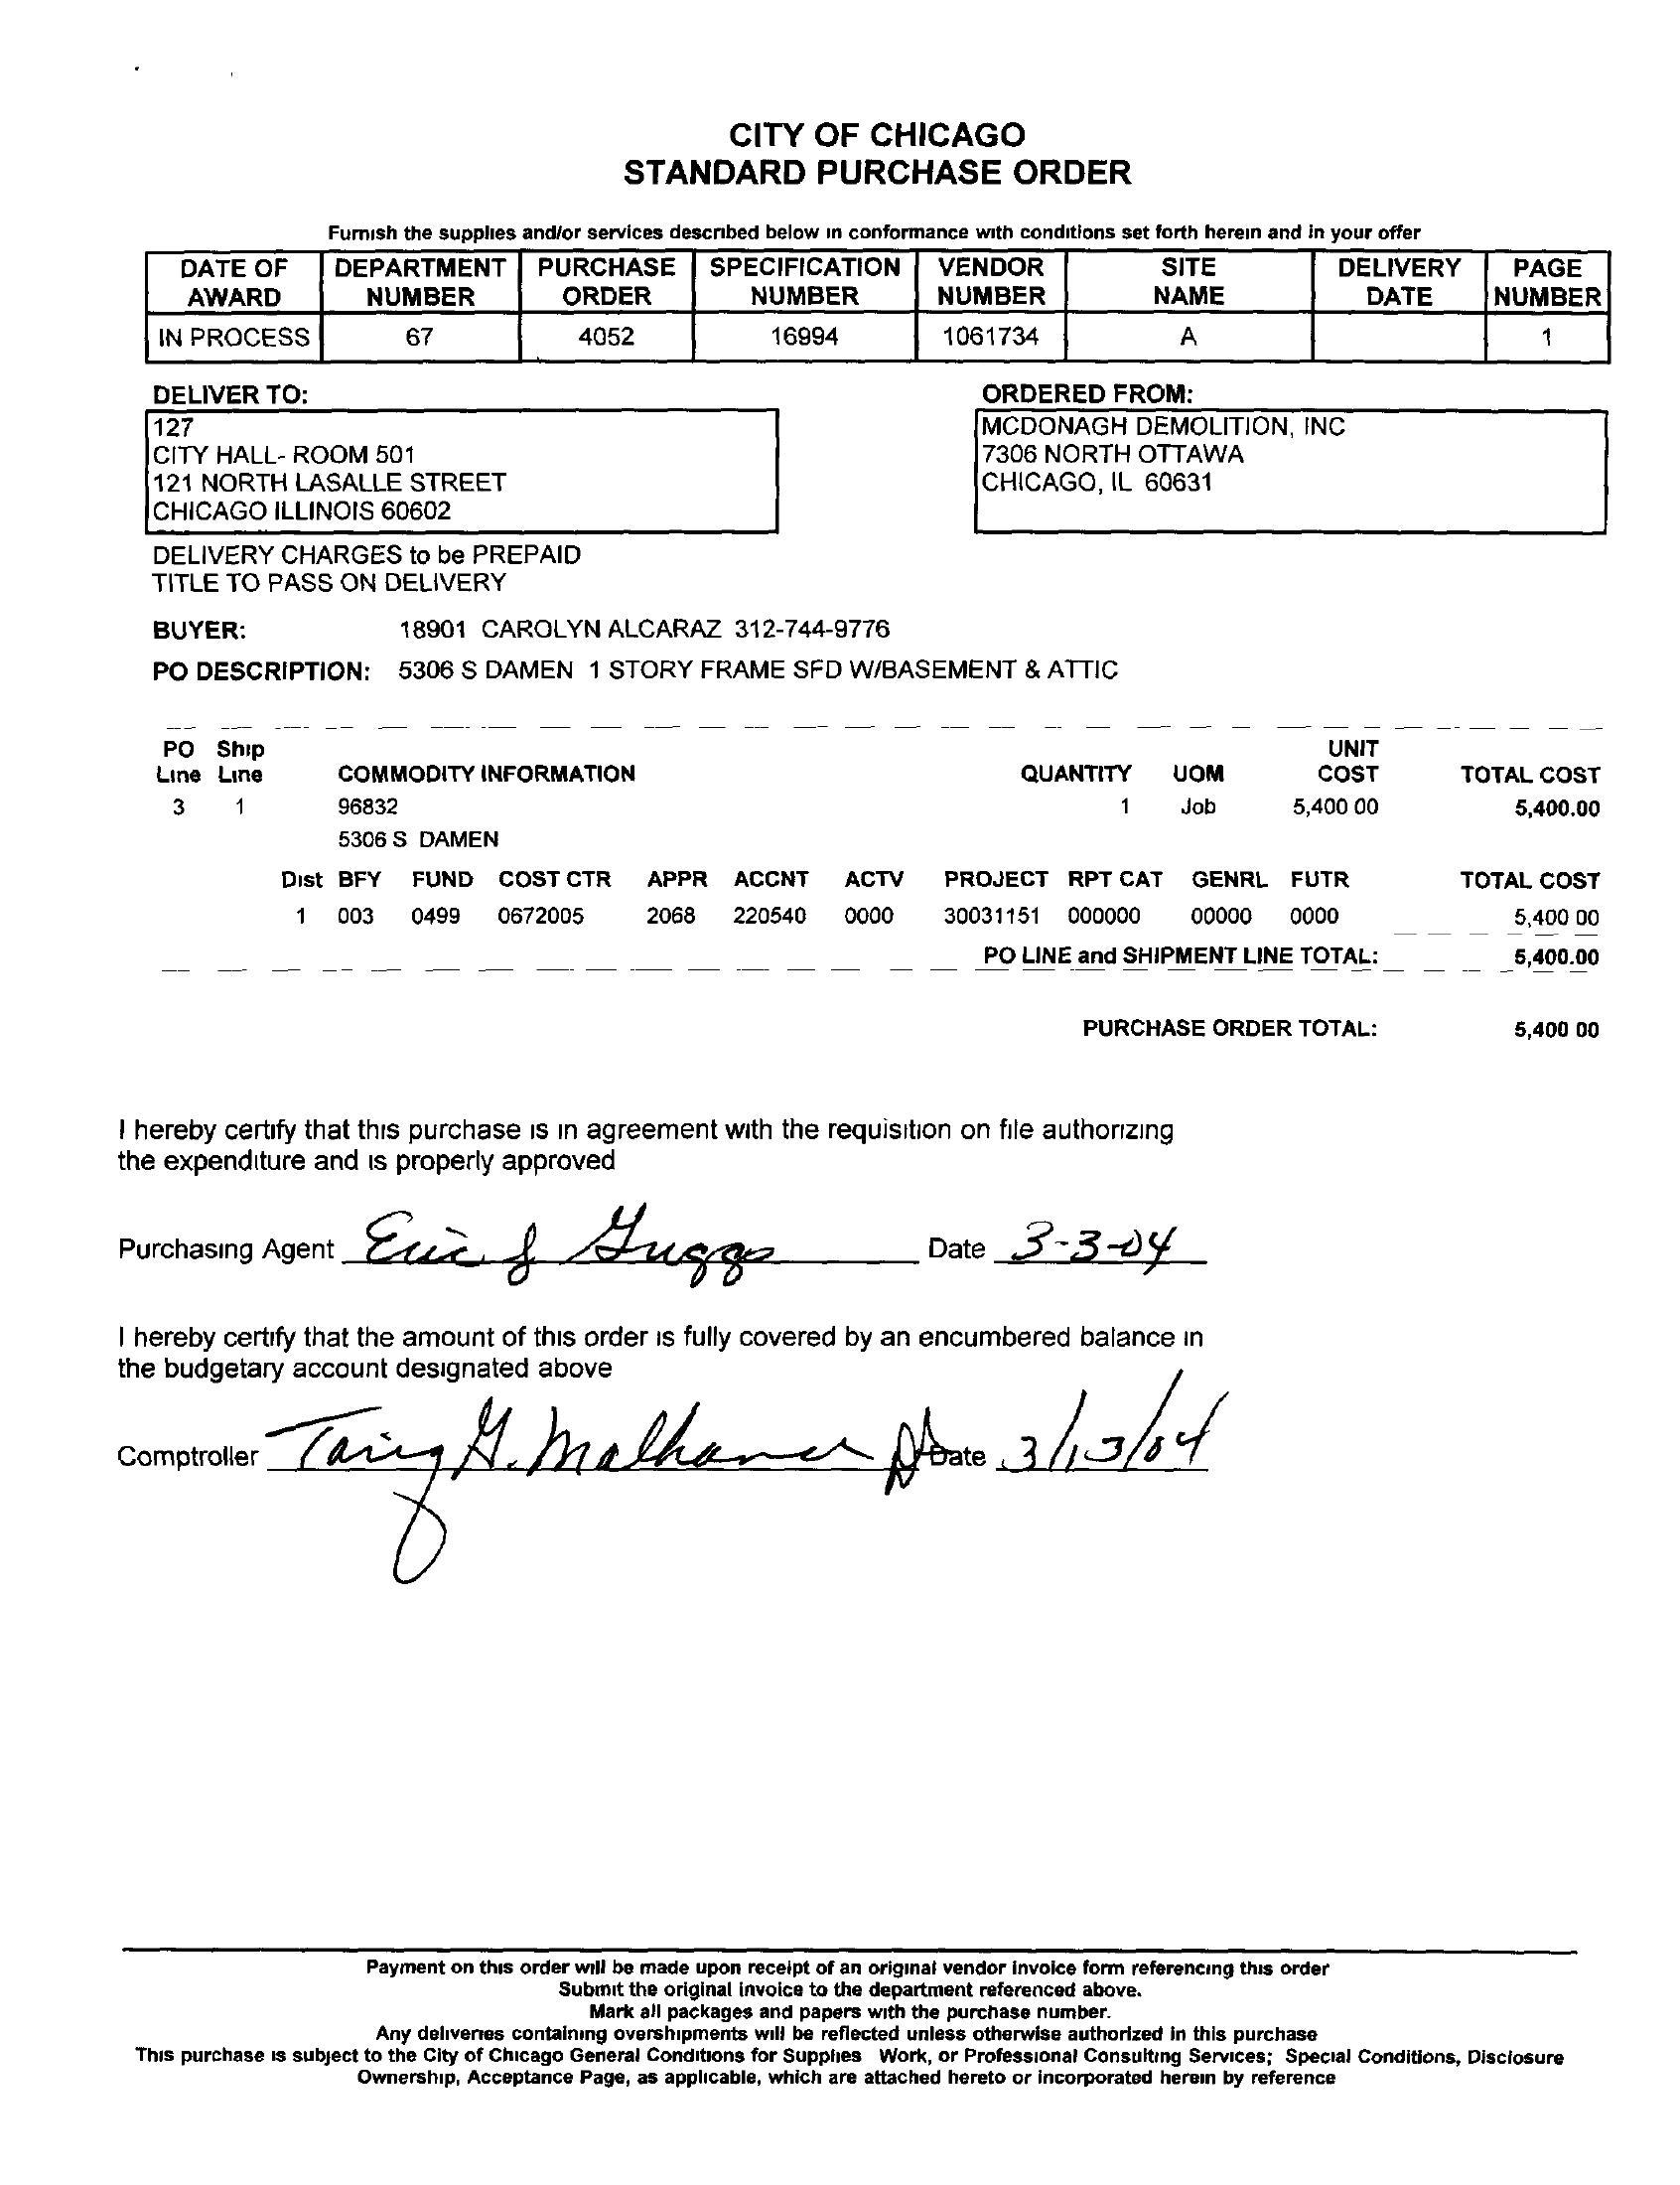 CITY OF CHICAGO
STANDARD PURCHASE ORDER
Furnish the supplies and/or services described below in conformance with conditions set forth herein and in your offer
DATE OF AWARD DEPARTMENT NUMBER PURCHASE ORDER SPECIFICATION NUMBER VENDOR NUMBER SITE NAME DELIVERY DATE PAGE NUMBER
IN PROCESS 67 4052 16994 1061734 A 1
DELIVER TO:
127
CITY HALL- ROOM 501
121 NORTH LASALLE STREET
CHICAGO ILLINOIS 60602
ORDERED FROM:
MCDONAGH DEMOLITION, INC
7306 NORTH OTTAWA
CHICAGO, IL 60631
DELIVERY CHARGES to be PREPAID
TITLE TO PASS ON DELIVERY
BUYER: 18901 CAROLYN ALCARAZ 312-744-9776
PO DESCRIPTION: 5306 S DAMEN 1 STORY FRAME SFD W/BASEMENT & ATTIC
PO Line Ship Line COMMODITY INFORMATION QUANTITY UOM UNIT COST TOTAL COST
3 1 96832 1 Job 5,400 00 5,400.00
5306 S DAMEN
Dist BFY FUND COST CTR APPR ACCNT ACTV PROJECT RPT CAT GENRL FUTR TOTAL COST
1 003 0499 0672005 2068 220540 0000 30031151 000000 00000 0000 5,400 00
PO LINE and SHIPMENT LINE TOTAL: 5,400.00
PURCHASE ORDER TOTAL: 5,400 00
I hereby certify that this purchase is in agreement with the requisition on file authorizing
the expenditure and is properly approved
Purchasing Agent Eric J Griggs Date 3-3-04
I hereby certify that the amount of this order is fully covered by an encumbered balance in
the budgetary account designated above
Comptroller Tariq G. Malhance Date 3/13/04
Payment on this order will be made upon receipt of an original vendor invoice form referencing this order
Submit the original invoice to the department referenced above.
Mark all packages and papers with the purchase number.
Any deliveries containing overshipments will be reflected unless otherwise authorized in this purchase
This purchase is subject to the City of Chicago General Conditions for Supplies Work, or Professional Consulting Services; Special Conditions, Disclosure
Ownership, Acceptance Page, as applicable, which are attached hereto or incorporated herein by reference